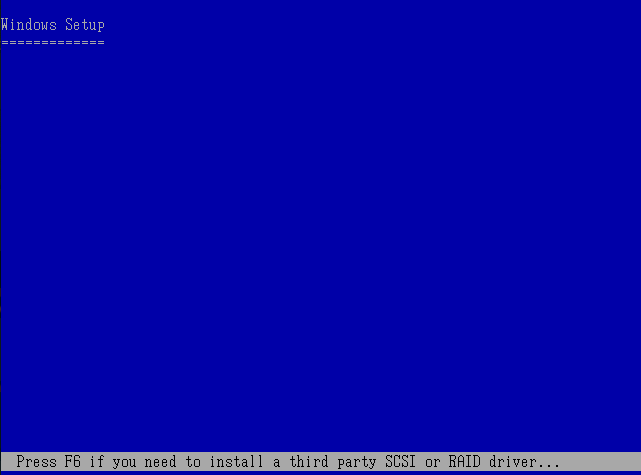 Windows Setup
=============
Press F6 if you need to install a third party SCSI or RAID driver...